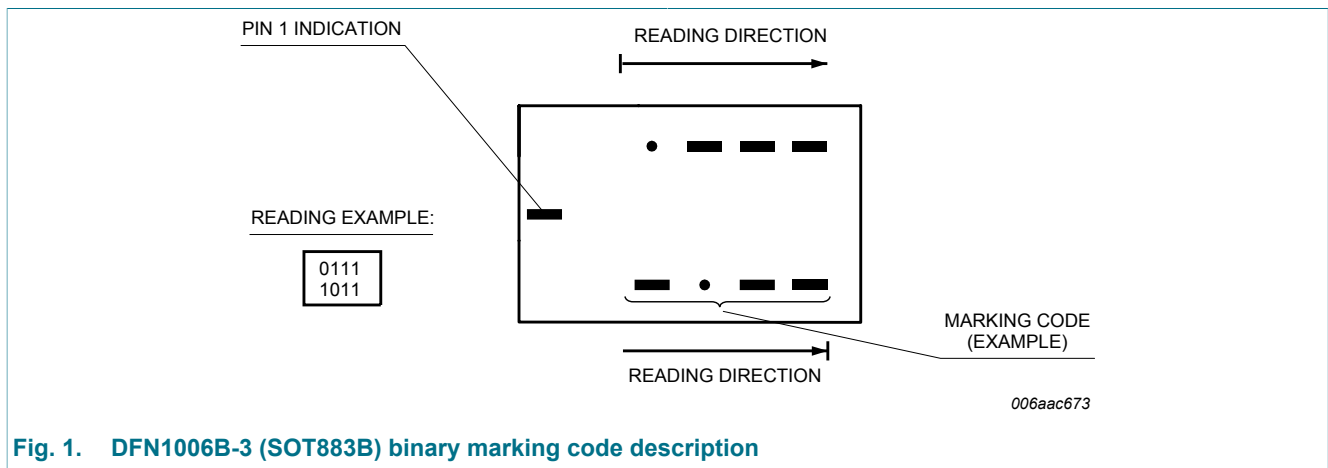 PIN 1 INDICATION
READING DIRECTION
READING EXAMPLE:
0111
1011
MARKING CODE
(EXAMPLE)
READING DIRECTION
006aac673
Fig. 1. DFN1006B-3 (SOT883B) binary marking code description